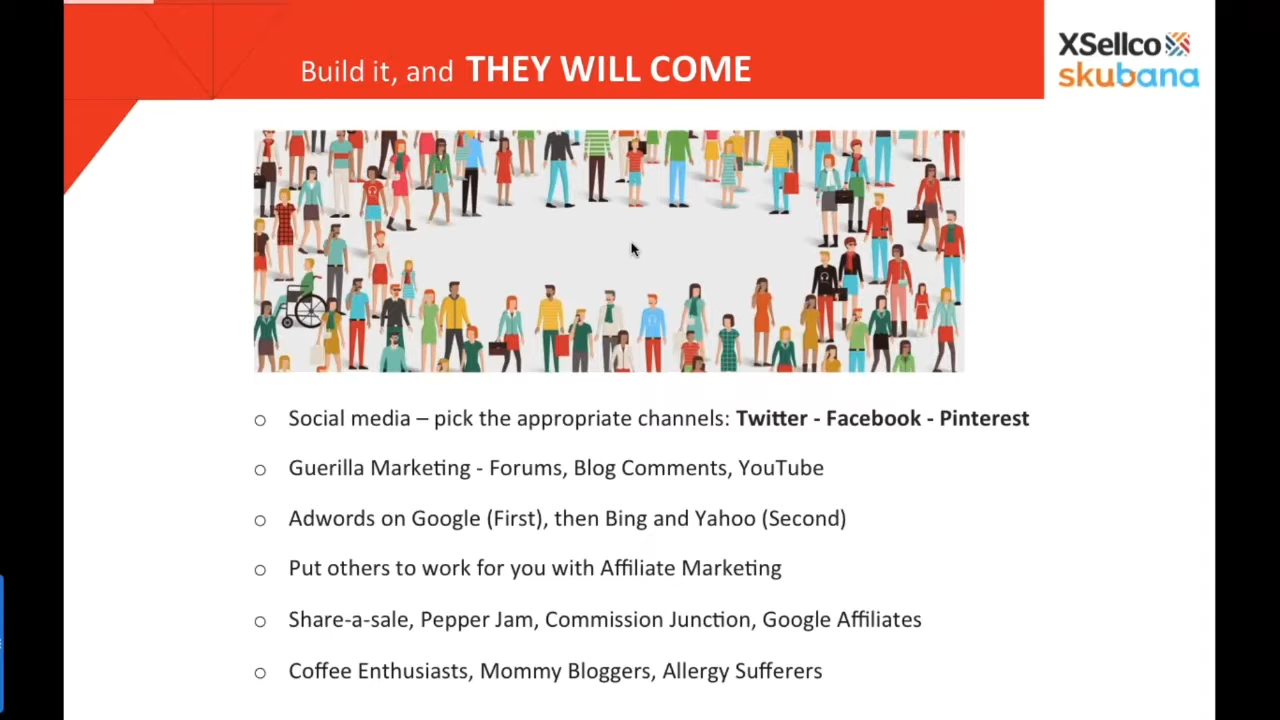 Build it, and THEY WILL COME
XSellco
skubana
Social media – pick the appropriate channels: Twitter - Facebook - Pinterest
Guerilla Marketing - Forums, Blog Comments, YouTube
Adwords on Google (First), then Bing and Yahoo (Second)
Put others to work for you with Affiliate Marketing
Share-a-sale, Pepper Jam, Commission Junction, Google Affiliates
Coffee Enthusiasts, Mommy Bloggers, Allergy Sufferers